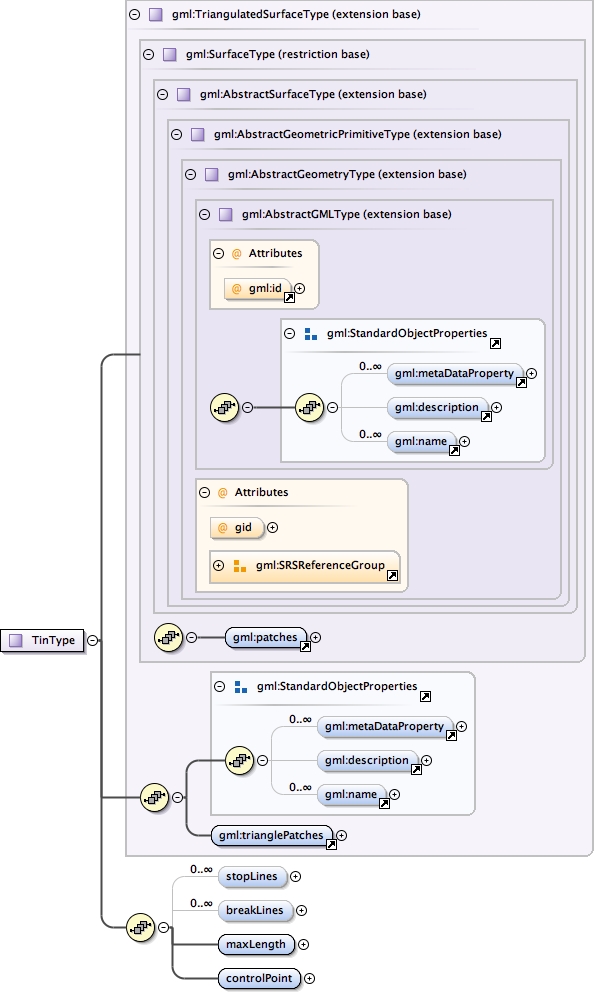 gml:TriangulatedSurfaceType (extension base)
gml:SurfaceType (restriction base)
gml:AbstractSurfaceType (extension base)
gml:AbstractGeometricPrimitiveType (extension base)
gml:AbstractGeometryType (extension base)
gml:AbstractGMLType (extension base)
@ Attributes
@ gml:id
gml:StandardObjectProperties
0..∞
gml:metaDataProperty
gml:description
0..∞
gml:name
@ Attributes
@ gid
gml:SRSReferenceGroup
TinType
gml:patches
gml:StandardObjectProperties
0..∞
gml:metaDataProperty
gml:description
0..∞
gml:name
gml:trianglePatches
0..∞
stopLines
0..∞
breakLines
maxLength
controlPoint